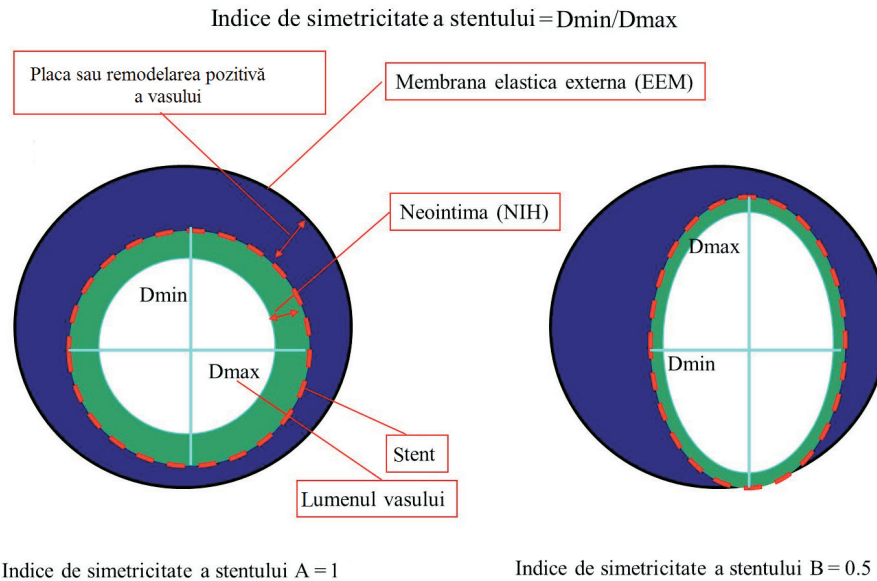 Indice de simetricitate a stentului = Dmin/Dmax
Placa sau remodelarea pozitivă
a vasului
Membrana elastica externa (EEM)
Neointima (NIH)
Dmin
Dmax
Dmax
Dmin
Stent
Lumenul vasului
Indice de simetricitate a stentului A = 1
Indice de simetricitate a stentului B = 0.5